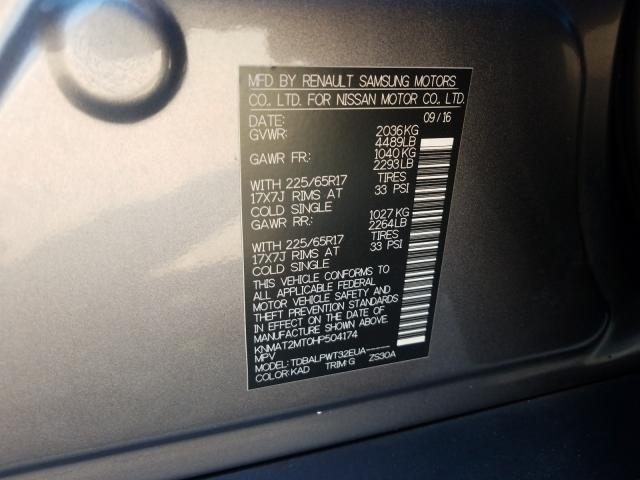 MFD BY RENAULT SAMSUNG MOTORS
CO., LTD. FOR NISSAN MOTOR CO., LTD.
DATE: 09/16
GVWR: 2036KG
4489LB
GAWR FR: 1040KG
2293LB
WITH 225/65R17 TIRES
17X7J RIMS AT 33 PSI
COLD SINGLE
GAWR RR: 1027KG
2264LB
WITH 225/65R17 TIRES
17X7J RIMS AT 33 PSI
COLD SINGLE
THIS VEHICLE CONFORMS TO
ALL APPLICABLE FEDERAL
MOTOR VEHICLE SAFETY AND
THEFT PREVENTION STANDARDS
IN EFFECT ON THE DATE OF
MANUFACTURE SHOWN ABOVE.
KNMAT2MT0HP504174
MPV
MODEL: TDBALPWT32EUA-----
COLOR: KAD TRIM: G ZS30A